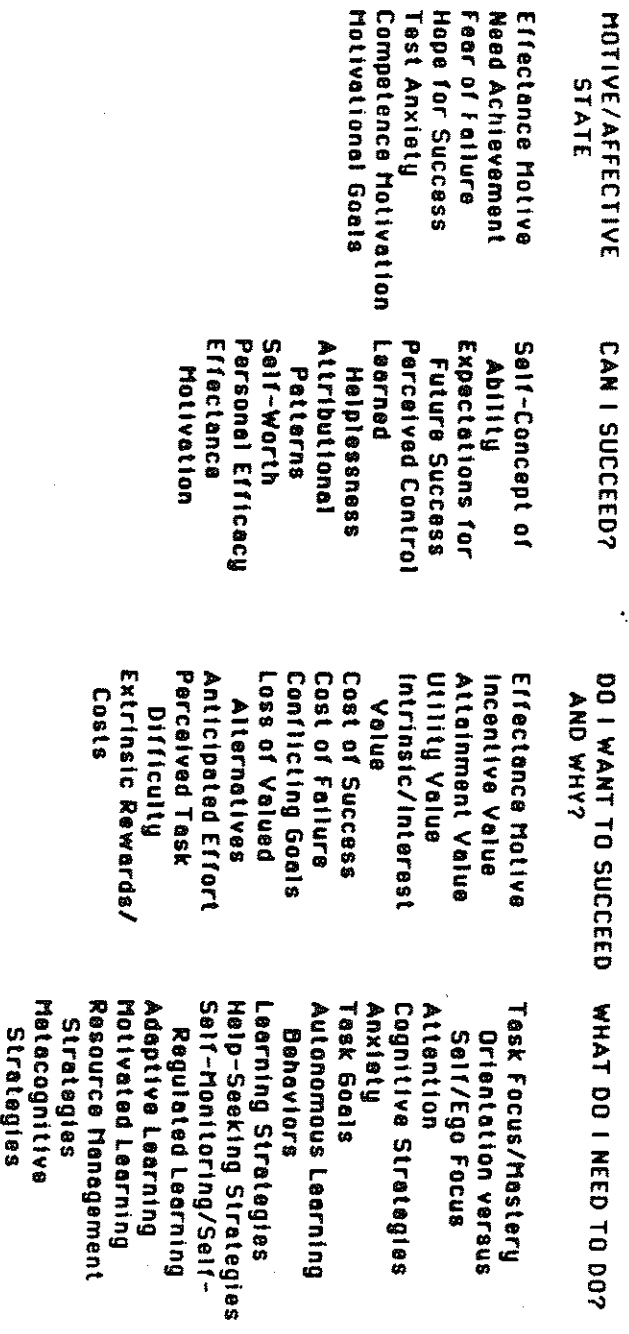 MOTIVE/AFFECTIVE
STATE
Effectance Motive
Need Achievement
Fear of Failure
Hope for Success
Test Anxiety
Competence Motivation
Motivational Goals
CAN I SUCCEED?
Self-Concept of
Ability
Expectations for
Future Success
Perceived Control
Learned
Helplessness
Attributional
Patterns
Self-Worth
Personal Efficacy
Effectance
Motivation
DO I WANT TO SUCCEED
AND WHY?
Effectance Motive
Incentive Value
Attainment Value
Utility Value
Intrinsic/Interest
Value
Cost of Success
Cost of Failure
Conflicting Goals
Loss of Valued
Alternatives
Anticipated Effort
Perceived Task
Difficulty
Extrinsic Rewards/
Costs
WHAT DO I NEED TO DO?
Task Focus/Mastery
Orientation versus
Self/Ego Focus
Attention
Cognitive Strategies
Anxiety
Task Goals
Autonomous Learning
Behaviors
Learning Strategies
Help-Seeking Strategies
Self-Monitoring/Self-
Regulated Learning
Adaptive Learning
Motivated Learning
Resource Management
Strategies
Metacognitive
Strategies